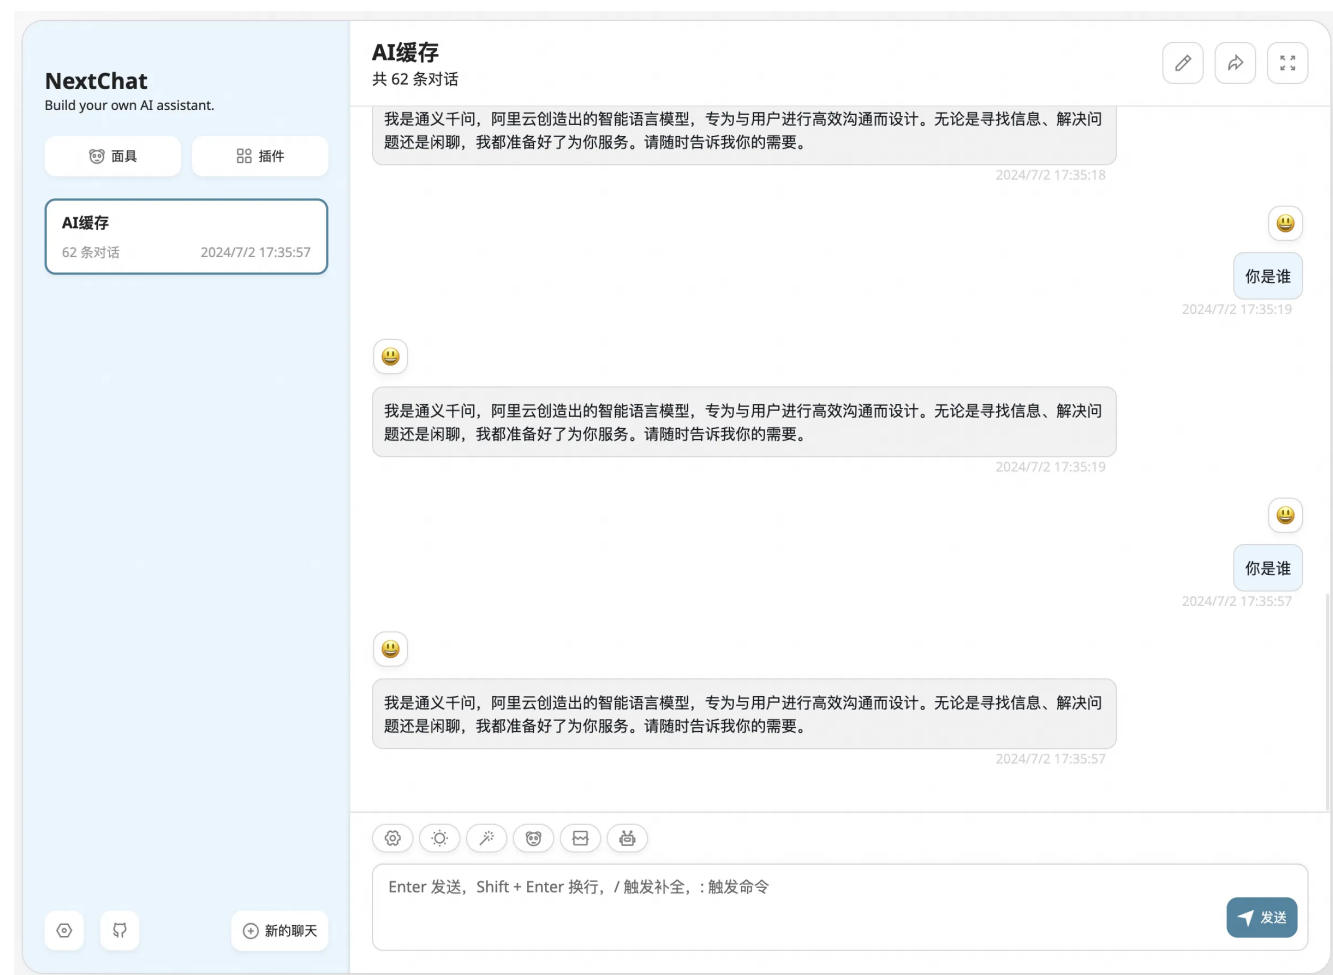 NextChat
Build your own AI assistant.
面具
插件
AI缓存
62 条对话
2024/7/2 17:35:57
新的聊天
AI缓存
共 62 条对话
我是通义千问，阿里云创造出的智能语言模型，专为与用户进行高效沟通而设计。无论是寻找信息、解决问
题还是闲聊，我都准备好了为你服务。请随时告诉我你的需要。
2024/7/2 17:35:18
你是谁
2024/7/2 17:35:19
我是通义千问，阿里云创造出的智能语言模型，专为与用户进行高效沟通而设计。无论是寻找信息、解决问
题还是闲聊，我都准备好了为你服务。请随时告诉我你的需要。
2024/7/2 17:35:19
你是谁
2024/7/2 17:35:57
我是通义千问，阿里云创造出的智能语言模型，专为与用户进行高效沟通而设计。无论是寻找信息、解决问
题还是闲聊，我都准备好了为你服务。请随时告诉我你的需要。
2024/7/2 17:35:57
Enter 发送，Shift + Enter 换行，/ 触发补全，: 触发命令
发送